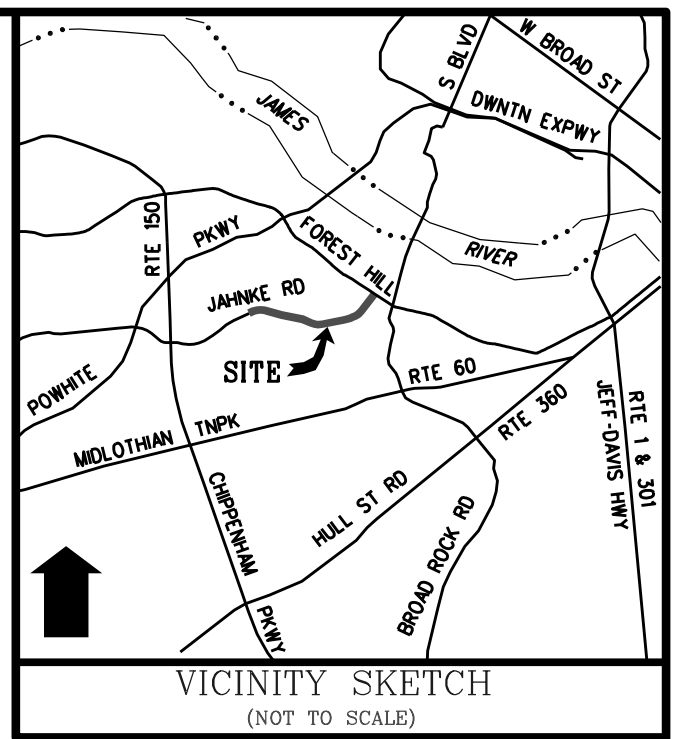 S BLVD
W BROAD ST
JAMES
DWNTN EXPWY
RTE 150
PKWY
FOREST HILL
RIVER
JAHNKE RD
SITE
POWHITE
RTE 60
MIDLOTHIAN TNPK
RTE 360
JEFF-DAVIS HWY
RTE 1 & 301
CHIPPENHAM
PKWY
HULL ST RD
BROAD ROCK RD
VICINITY SKETCH
(NOT TO SCALE)